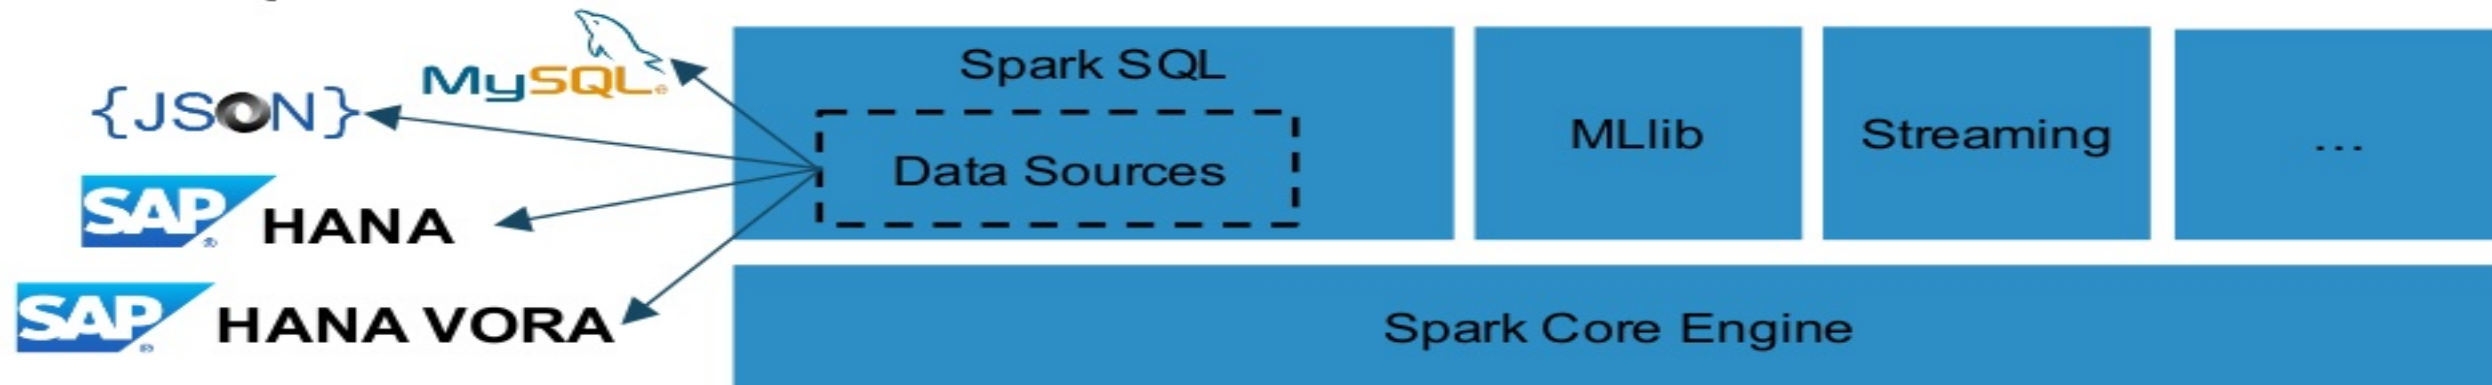 MySQL®
{JSON}
SAP® HANA
SAP® HANA VORA
Spark SQL
Data Sources
MLlib
Streaming
...
Spark Core Engine